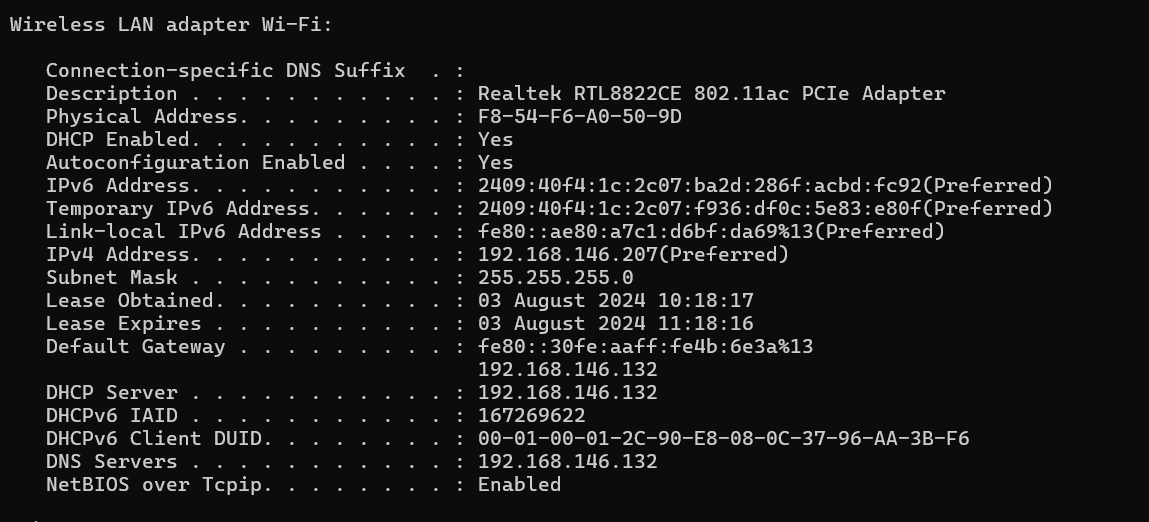 Wireless LAN adapter Wi-Fi:
   Connection-specific DNS Suffix  . :
   Description . . . . . . . . . . . : Realtek RTL8822CE 802.11ac PCIe Adapter
   Physical Address. . . . . . . . . : F8-54-F6-A0-50-9D
   DHCP Enabled. . . . . . . . . . . : Yes
   Autoconfiguration Enabled . . . . : Yes
   IPv6 Address. . . . . . . . . . . : 2409:40f4:1c:2c07:ba2d:286f:acbd:fc92(Preferred)
   Temporary IPv6 Address. . . . . . : 2409:40f4:1c:2c07:f936:df0c:5e83:e80f(Preferred)
   Link-local IPv6 Address . . . . . : fe80::ae80:a7c1:d6bf:da69%13(Preferred)
   IPv4 Address. . . . . . . . . . . : 192.168.146.207(Preferred)
   Subnet Mask . . . . . . . . . . . : 255.255.255.0
   Lease Obtained. . . . . . . . . . : 03 August 2024 10:18:17
   Lease Expires . . . . . . . . . . : 03 August 2024 11:18:16
   Default Gateway . . . . . . . . . : fe80::30fe:aaff:fe4b:6e3a%13
                                       192.168.146.132
   DHCP Server . . . . . . . . . . . : 192.168.146.132
   DHCPv6 IAID . . . . . . . . . . . : 167269622
   DHCPv6 Client DUID. . . . . . . . : 00-01-00-01-2C-90-E8-08-0C-37-96-AA-3B-F6
   DNS Servers . . . . . . . . . . . : 192.168.146.132
   NetBIOS over Tcpip. . . . . . . . : Enabled